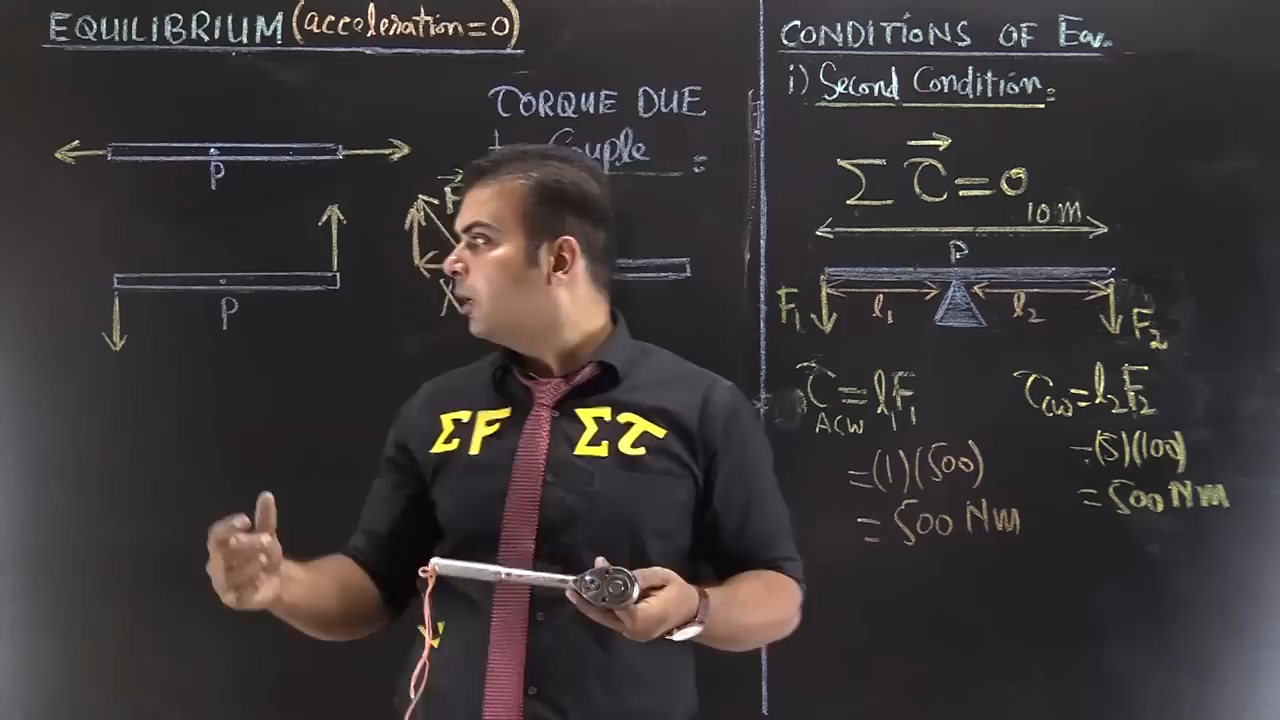 EQUILIBRIUM (acceleration=0)
P
P
TORQUE DUE
Couple :
F
CONDITIONS OF Equ.
i) Second Condition:
Σ τ = 0
10 m
P
F₁ l₁ l₂ F₂
τ = l₁F₁
ACW
= (1)(500)
= 500 Nm
τcw = l₂F₂
= (5)(100)
= 500 Nm
ΣF Στ